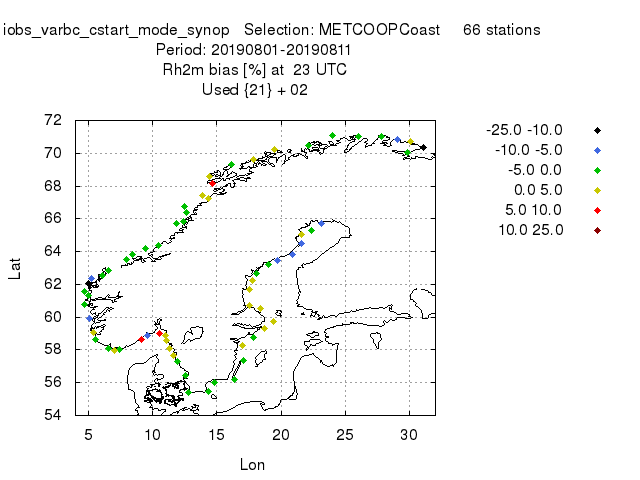 iobs_varbc_cstart_mode_synop Selection: METCOOPCoast 66 stations
Period: 20190801-20190811
Rh2m bias [%] at 23 UTC
Used {21} + 02
72
70
68
66
64
62
60
58
56
54
Lat
5 10 15 20 25 30
Lon
-25.0 -10.0
-10.0 -5.0
-5.0 0.0
0.0 5.0
5.0 10.0
10.0 25.0